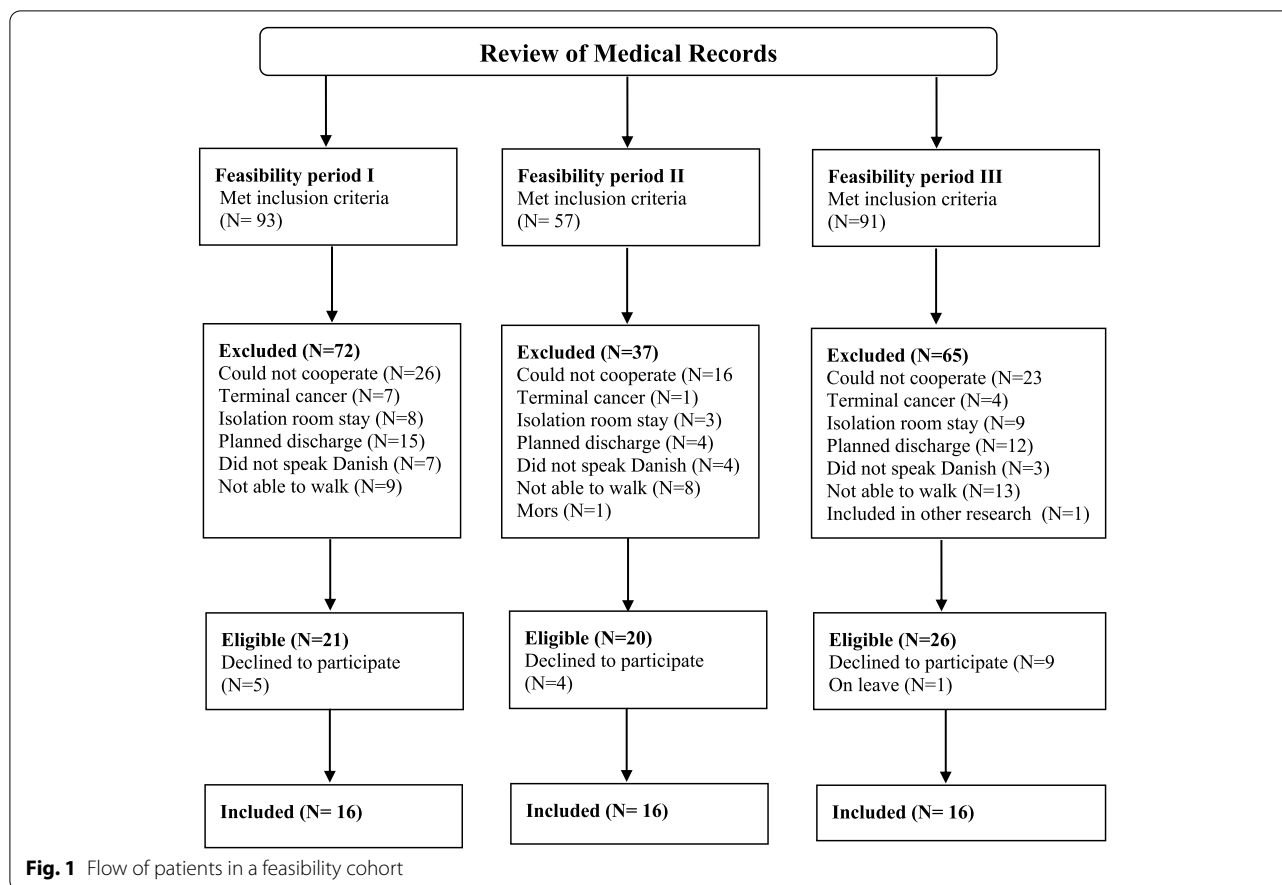 Review of Medical Records
Feasibility period I
Met inclusion criteria
(N= 93)
Feasibility period II
Met inclusion criteria
(N= 57)
Feasibility period III
Met inclusion criteria
(N=91)
Excluded (N=72)
Could not cooperate (N=26)
Terminal cancer (N=7)
Isolation room stay (N=8)
Planned discharge (N=15)
Did not speak Danish (N=7)
Not able to walk (N=9)
Excluded (N=37)
Could not cooperate (N=16
Terminal cancer (N=1)
Isolation room stay (N=3)
Planned discharge (N=4)
Did not speak Danish (N=4)
Not able to walk (N=8)
Mors (N=1)
Excluded (N=65)
Could not cooperate (N=23
Terminal cancer (N=4)
Isolation room stay (N=9
Planned discharge (N=12)
Did not speak Danish (N=3)
Not able to walk (N=13)
Included in other research (N=1)
Eligible (N=21)
Declined to participate
(N=5)
Eligible (N=20)
Declined to participate
(N=4)
Eligible (N=26)
Declined to participate (N=9
On leave (N=1)
Included (N= 16)
Included (N= 16)
Included (N= 16)
Fig. 1 Flow of patients in a feasibility cohort